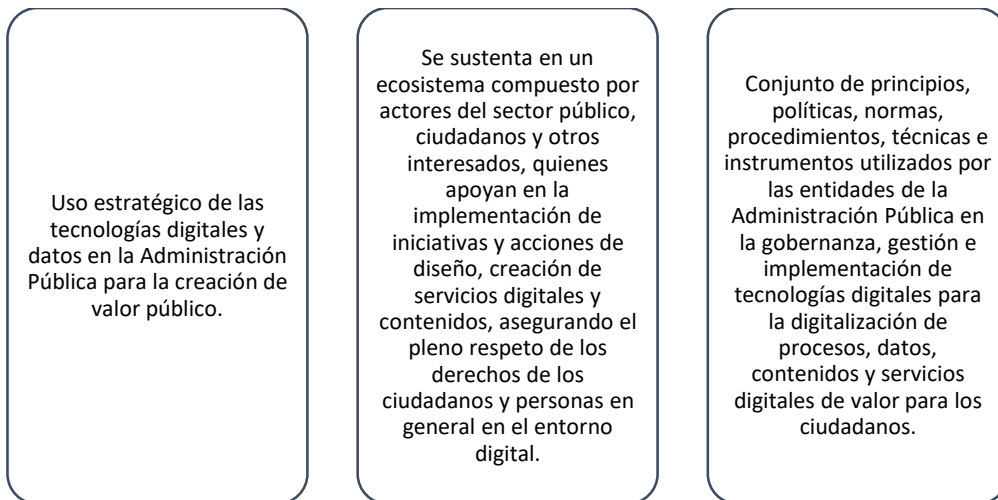 Uso estratégico de las
tecnologías digitales y
datos en la Administración
Pública para la creación de
valor público.
Se sustenta en un
ecosistema compuesto por
actores del sector público,
ciudadanos y otros
interesados, quienes
apoyan en la
implementación de
iniciativas y acciones de
diseño, creación de
servicios digitales y
contenidos, asegurando el
pleno respeto de los
derechos de los
ciudadanos y personas en
general en el entorno
digital.
Conjunto de principios,
políticas, normas,
procedimientos, técnicas e
instrumentos utilizados por
las entidades de la
Administración Pública en
la gobernanza, gestión e
implementación de
tecnologías digitales para
la digitalización de
procesos, datos,
contenidos y servicios
digitales de valor para los
ciudadanos.